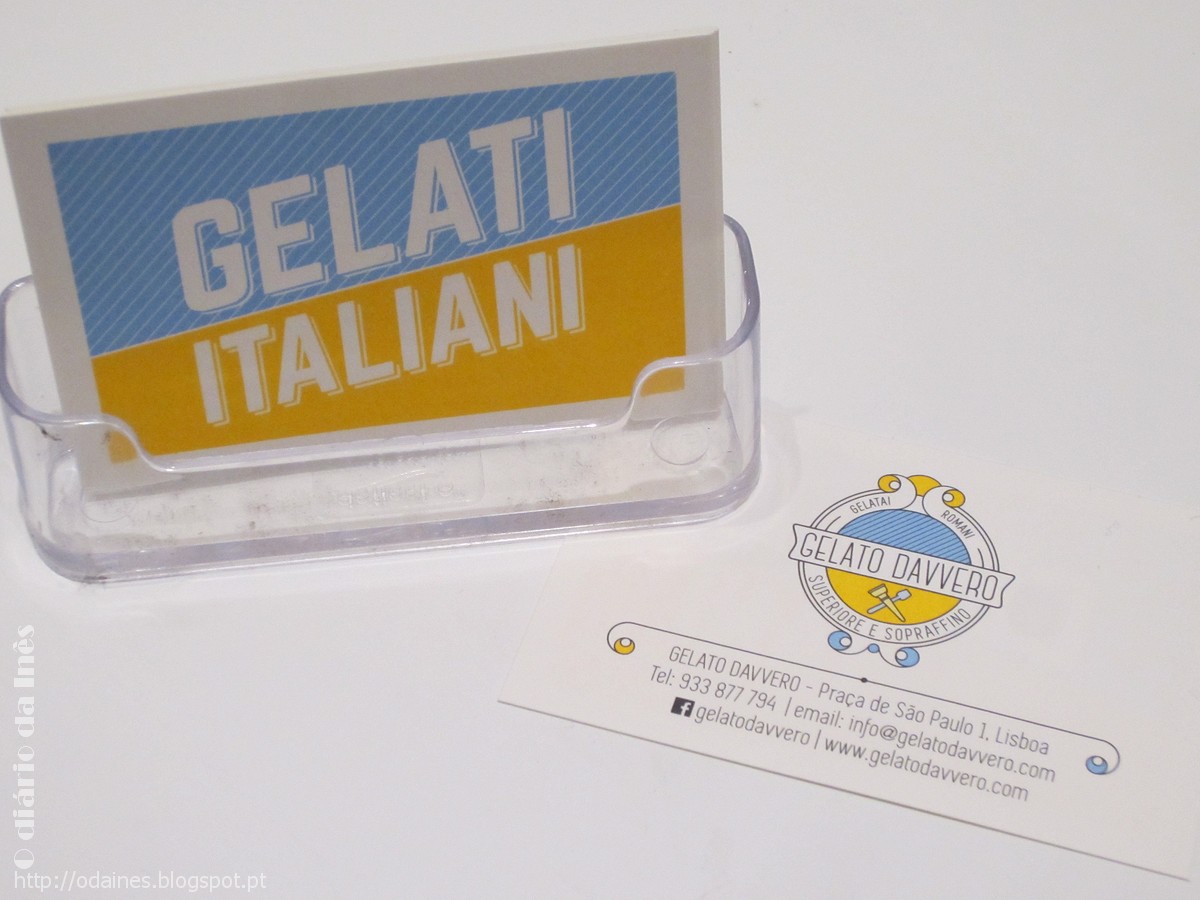 GELATI
ITALIANI
GELATAI ROMANI
GELATO DAVVERO
SUPERIORE E SOPRAFFINO
GELATO DAVVERO - Praça de São Paulo 1, Lisboa
Tel: 933 877 794 | email: info@gelatodavvero.com
gelatodavvero | www.gelatodavvero.com
O diário da Inês
http://odaines.blogspot.pt